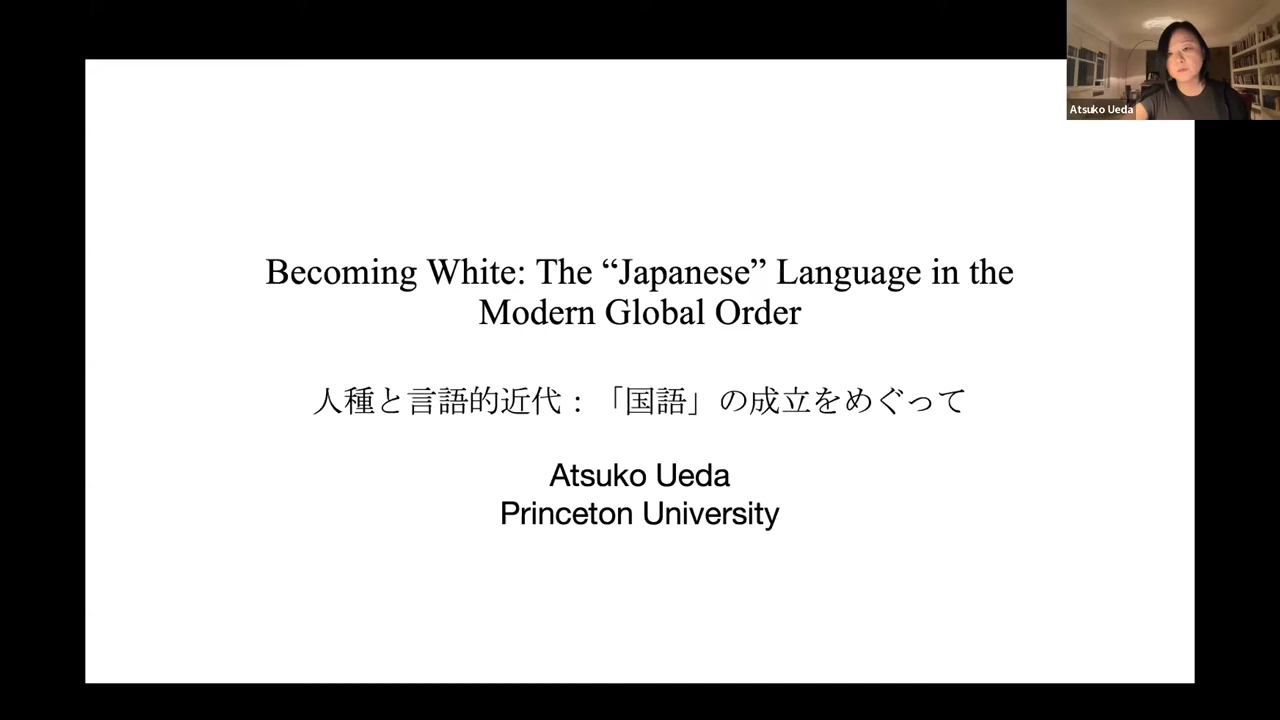 Atsuko Ueda
Becoming White: The “Japanese” Language in the
Modern Global Order
人種と言語的近代：「国語」の成立をめぐって
Atsuko Ueda
Princeton University